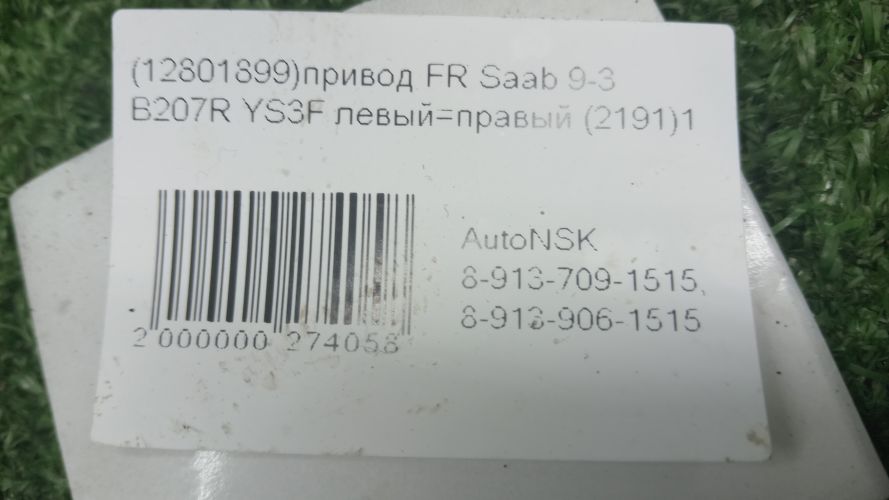 (12801899)привод FR Saab 9-3
B207R YS3F левый=правый (2191)1
AutoNSK
8-913-709-1515,
8-913-906-1515
2 000000 274058